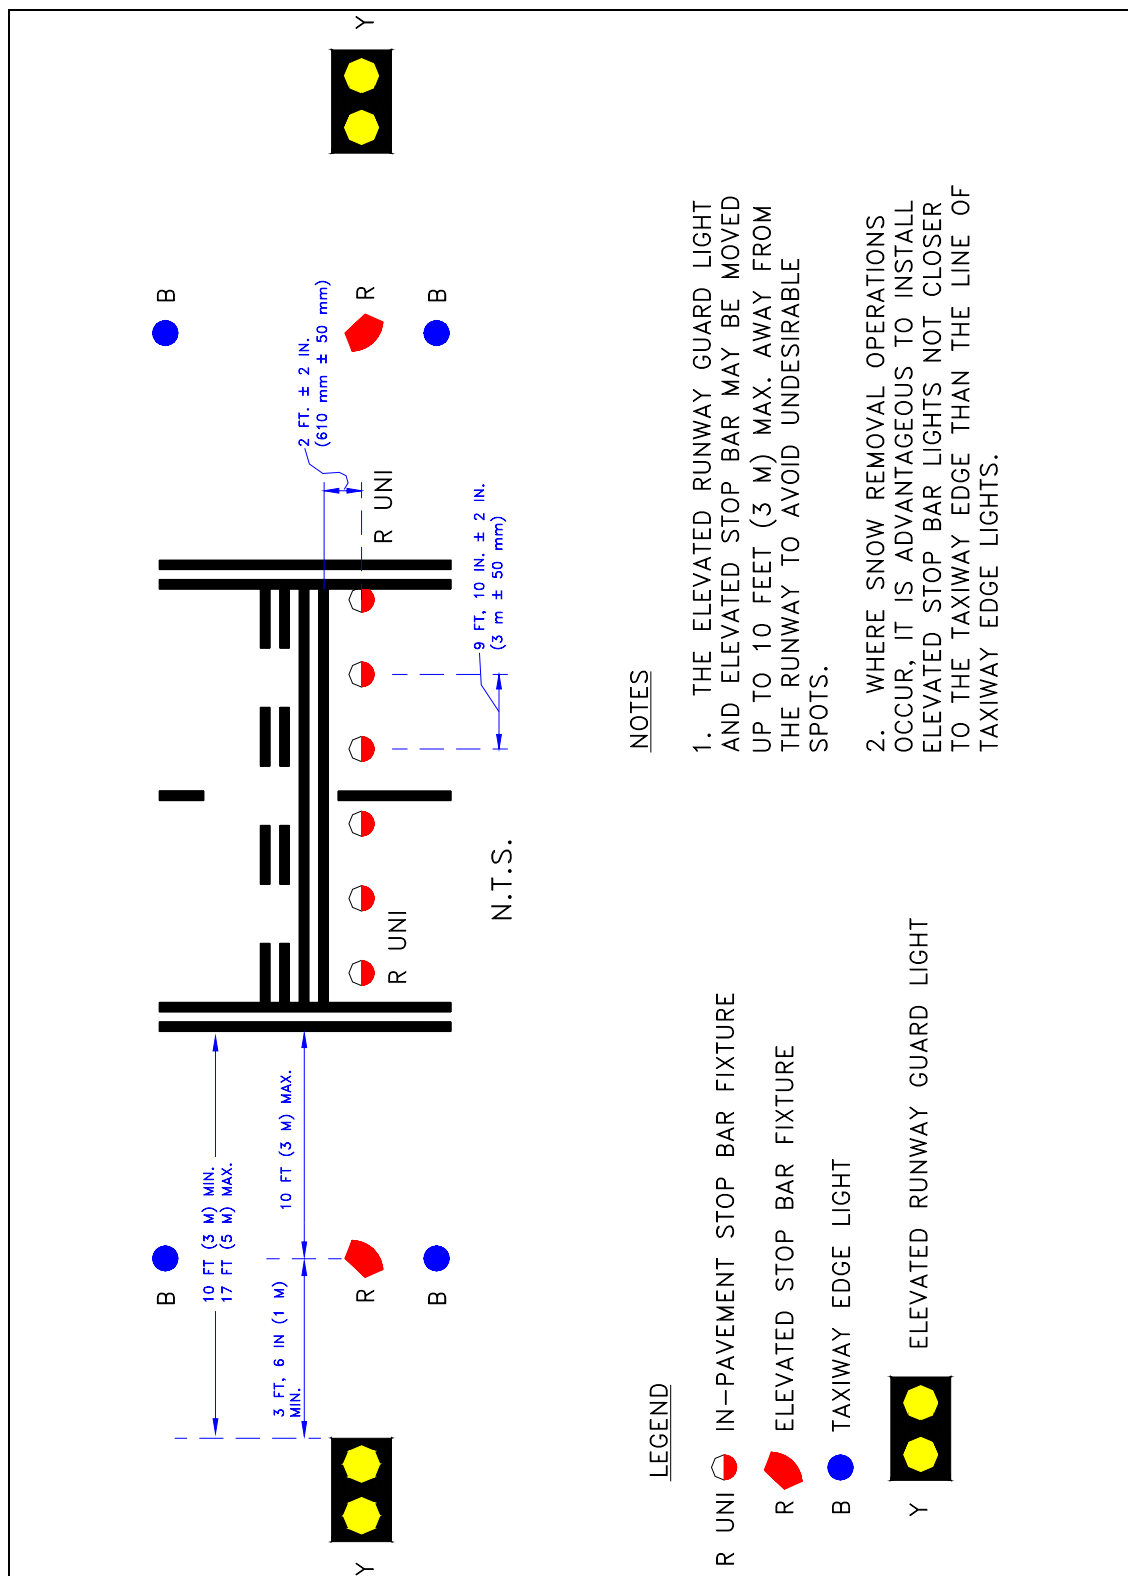 Y
B
B
R
B
B
R
Y
2 FT. ± 2 IN.
(610 mm ± 50 mm)
R UNI
9 FT, 10 IN. ± 2 IN.
(3 m ± 50 mm)
R UNI
10 FT (3 M) MIN.
17 FT (5 M) MAX.
10 FT (3 M) MAX.
3 FT, 6 IN (1 M)
MIN.
N.T.S.
LEGEND
R UNI IN-PAVEMENT STOP BAR FIXTURE
R ELEVATED STOP BAR FIXTURE
B TAXIWAY EDGE LIGHT
Y ELEVATED RUNWAY GUARD LIGHT
NOTES
1. THE ELEVATED RUNWAY GUARD LIGHT
AND ELEVATED STOP BAR MAY BE MOVED
UP TO 10 FEET (3 M) MAX. AWAY FROM
THE RUNWAY TO AVOID UNDESIRABLE
SPOTS.
2. WHERE SNOW REMOVAL OPERATIONS
OCCUR, IT IS ADVANTAGEOUS TO INSTALL
ELEVATED STOP BAR LIGHTS NOT CLOSER
TO THE TAXIWAY EDGE THAN THE LINE OF
TAXIWAY EDGE LIGHTS.